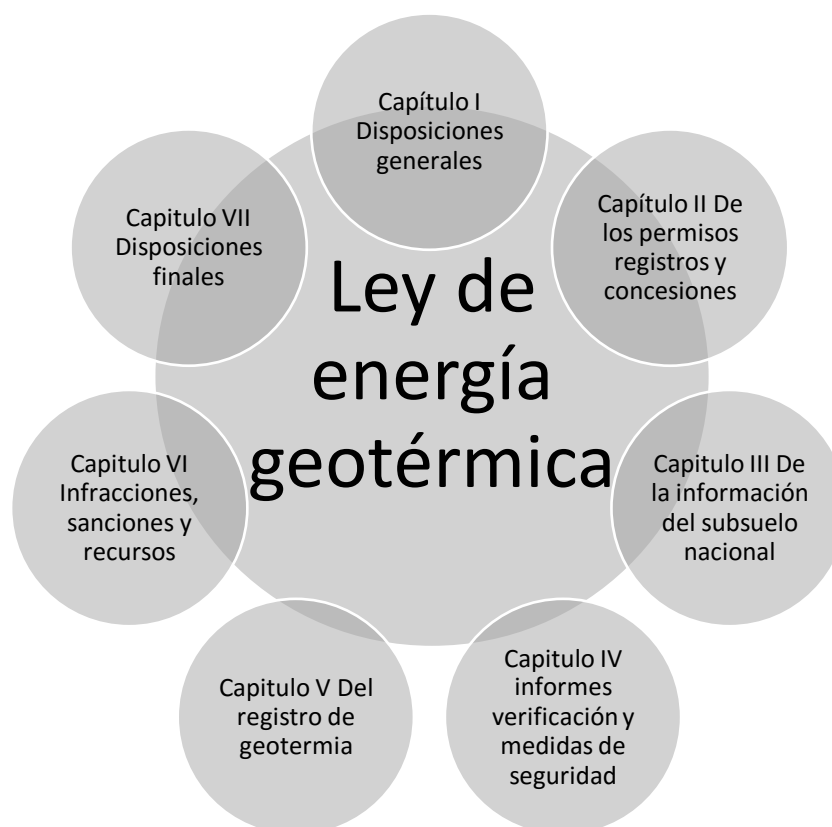 Capítulo I
Disposiciones
generales
Capítulo II De
los permisos
registros y
concesiones
Capitulo III De
la información
del subsuelo
nacional
Capitulo IV
informes
verificación y
medidas de
seguridad
Capitulo V Del
registro de
geotermia
Capitulo VI
Infracciones,
sanciones y
recursos
Capitulo VII
Disposiciones
finales
Ley de
energía
geotérmica